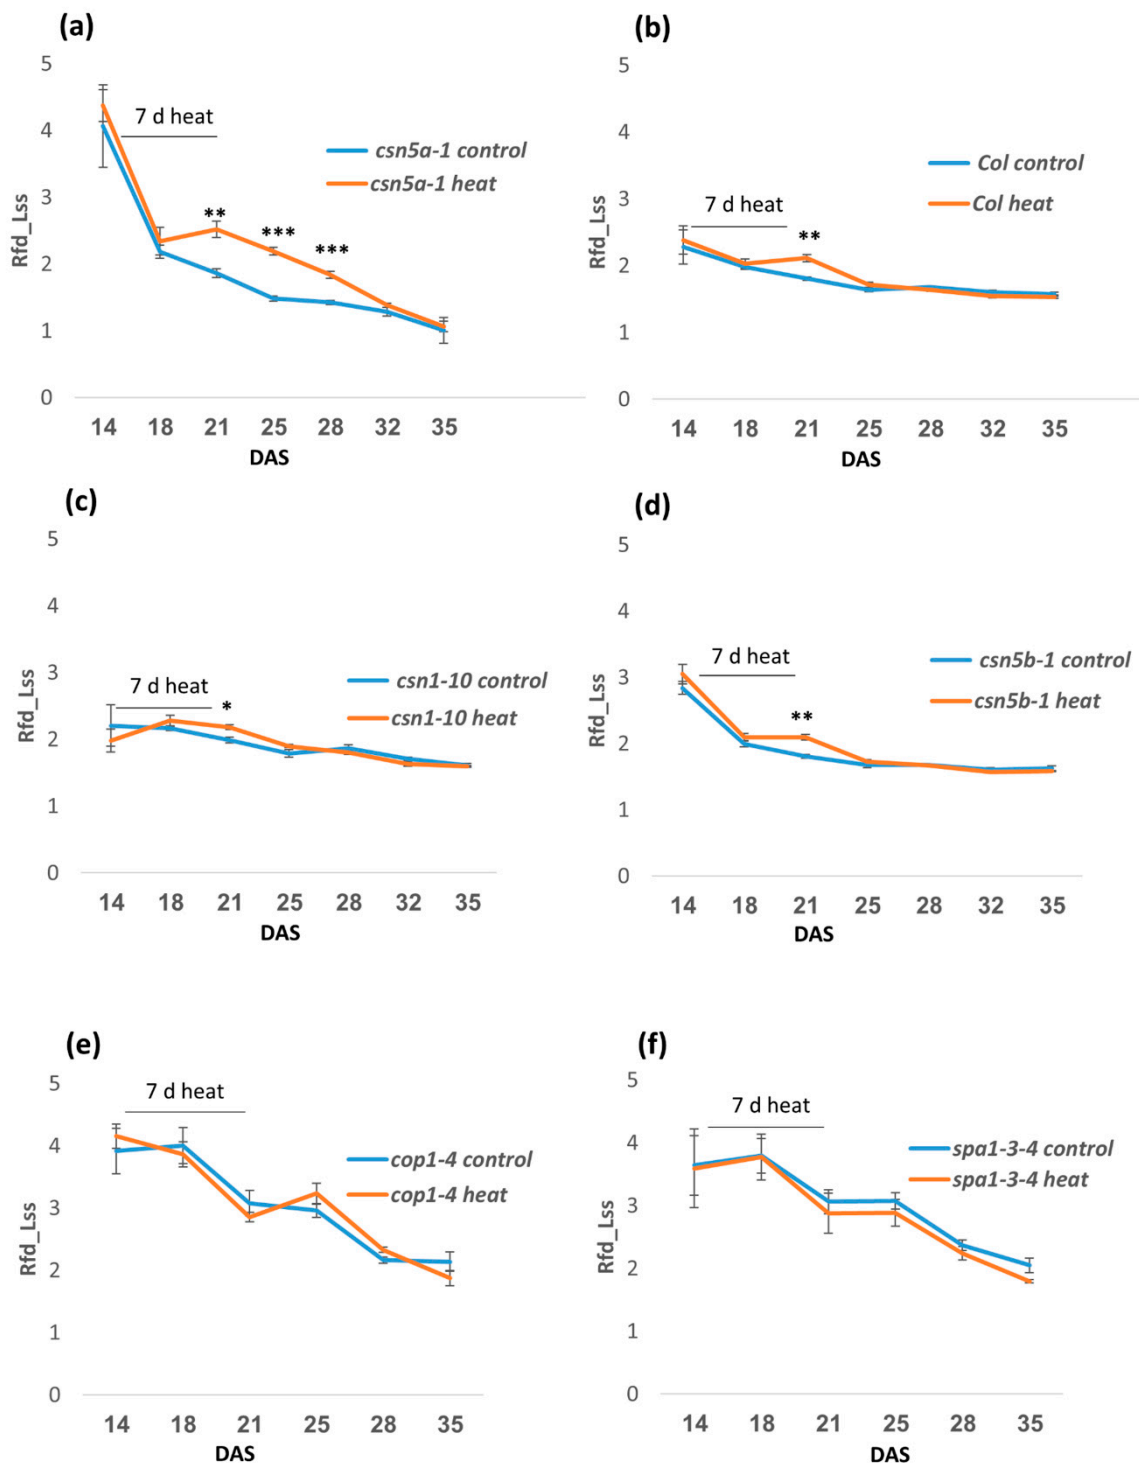 (a)
5
4
3
2
1
0
Rfd_Lss
7 d heat
csn5a-1 control
csn5a-1 heat
**
***
***
14 18 21 25 28 32 35
DAS
(b)
5
4
3
2
1
0
Rfd_Lss
7 d heat
Col control
Col heat
**
14 18 21 25 28 32 35
DAS
(c)
5
4
3
2
1
0
Rfd_Lss
7 d heat
csn1-10 control
csn1-10 heat
*
14 18 21 25 28 32 35
DAS
(d)
5
4
3
2
1
0
Rfd_Lss
7 d heat
csn5b-1 control
csn5b-1 heat
**
14 18 21 25 28 32 35
DAS
(e)
5
4
3
2
1
0
Rfd_Lss
7 d heat
cop1-4 control
cop1-4 heat
14 18 21 25 28 35
DAS
(f)
5
4
3
2
1
0
Rfd_Lss
7 d heat
spa1-3-4 control
spa1-3-4 heat
14 18 21 25 28 35
DAS